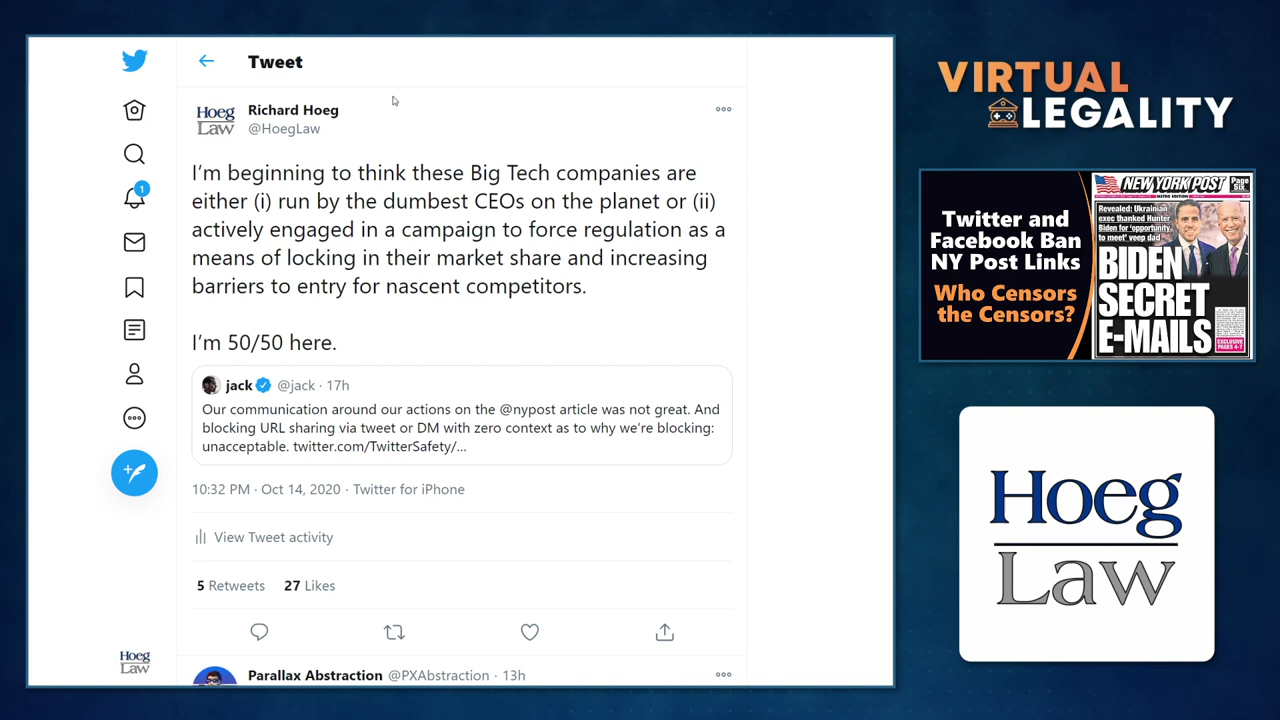 Tweet
1
Hoeg
Law
Richard Hoeg
@HoegLaw
I'm beginning to think these Big Tech companies are
either (i) run by the dumbest CEOs on the planet or (ii)
actively engaged in a campaign to force regulation as a
means of locking in their market share and increasing
barriers to entry for nascent competitors.
I'm 50/50 here.
jack @jack · 17h
Our communication around our actions on the @nypost article was not great. And
blocking URL sharing via tweet or DM with zero context as to why we're blocking:
unacceptable. twitter.com/TwitterSafety/...
10:32 PM · Oct 14, 2020 · Twitter for iPhone
View Tweet activity
5 Retweets 27 Likes
Hoeg
Law
Parallax Abstraction @PXAbstraction · 13h
VIRTUAL
LEGALITY
Twitter and
Facebook Ban
NY Post Links
Who Censors
the Censors?
NEW YORK POST
Page
Six
Revealed: Ukrainian
exec thanked Hunter
Biden for 'opportunity
to meet' veep dad
BIDEN
SECRET
E-MAILS
EXCLUSIVE
PAGES 4-7
Hoeg
Law